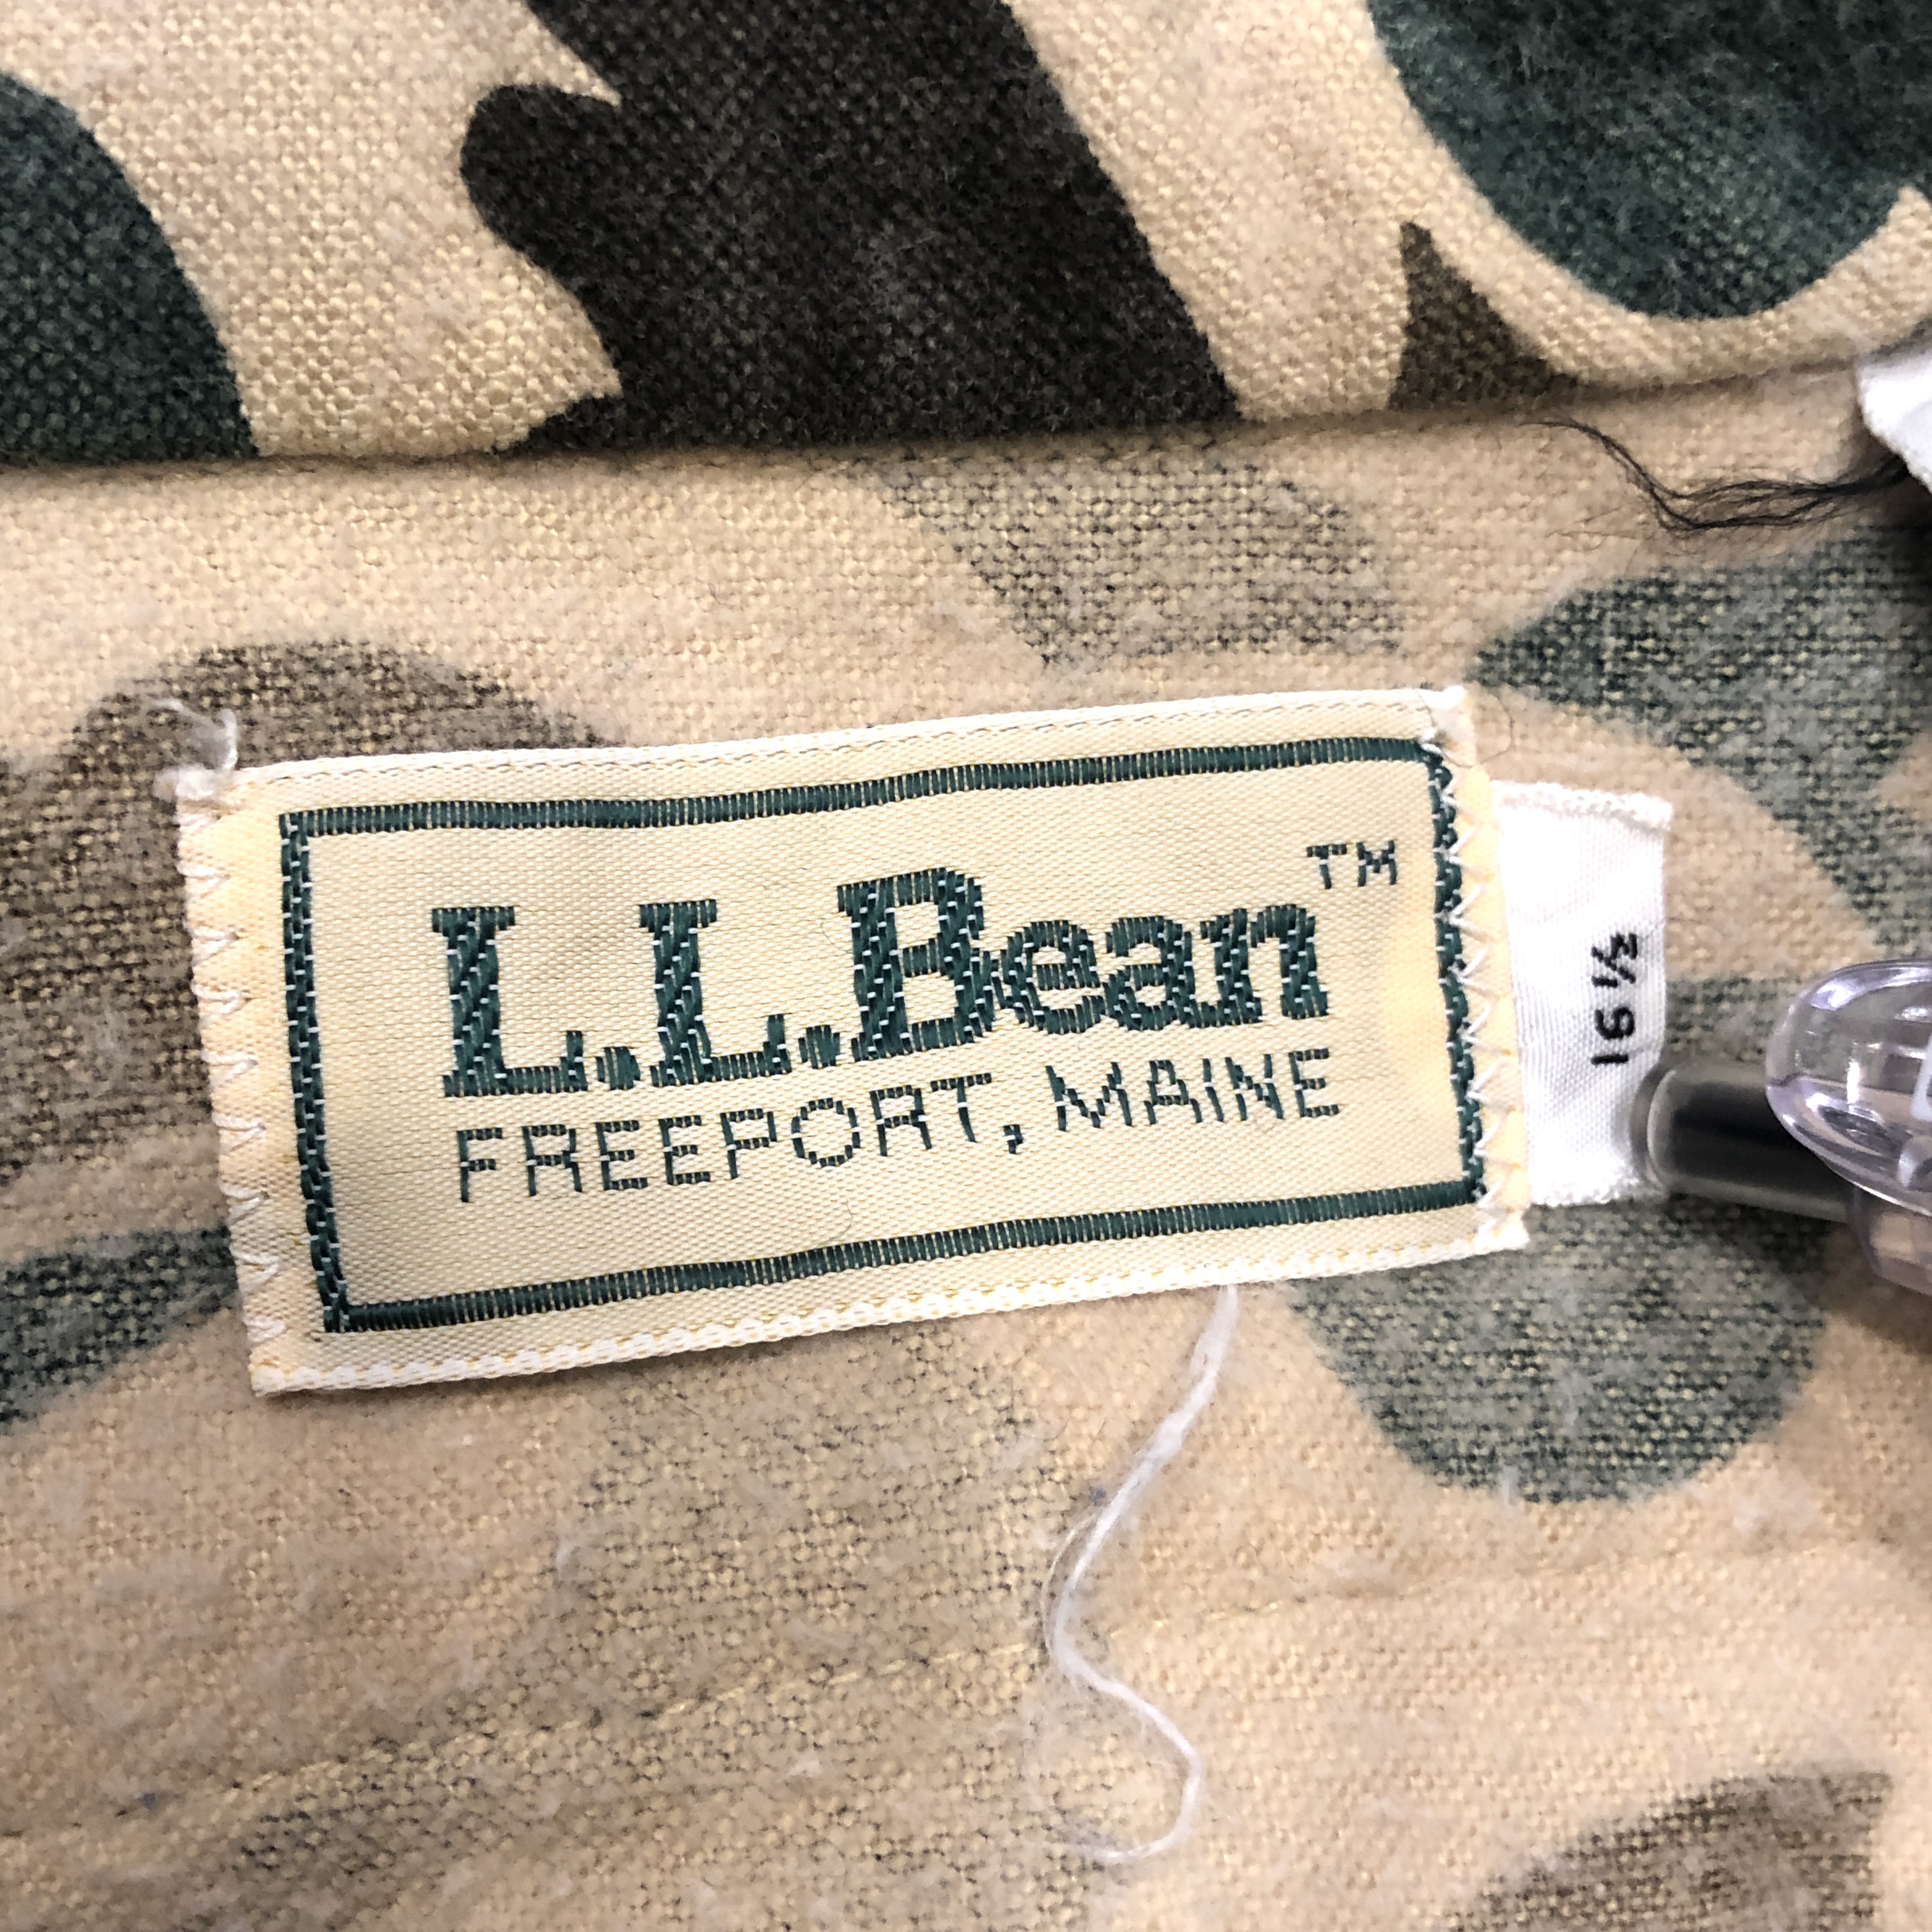 L.L.Bean™
FREEPORT, MAINE
16½